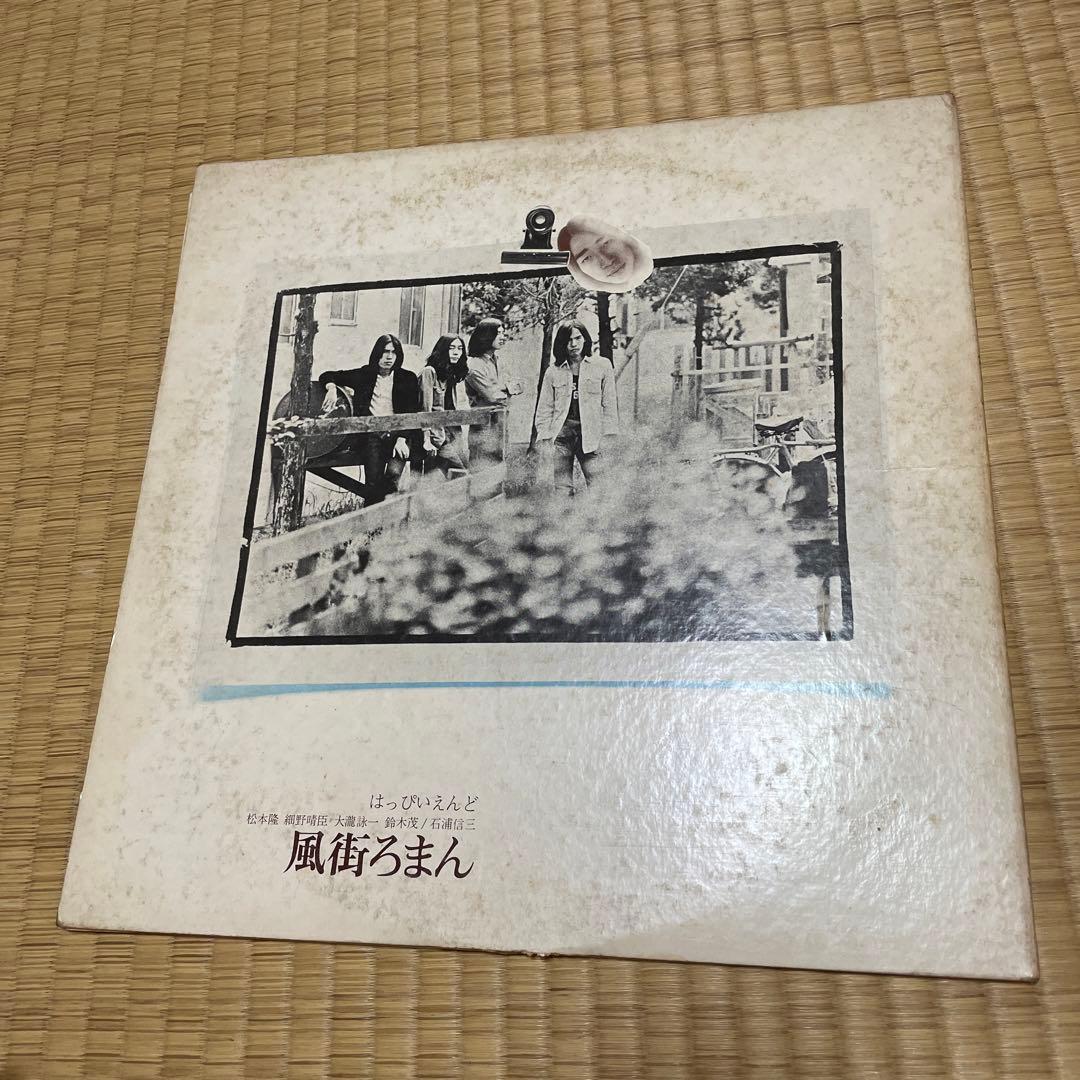 はっぴいえんど
松本隆 細野晴臣 大瀧詠一 鈴木茂/石浦信三
風街ろまん